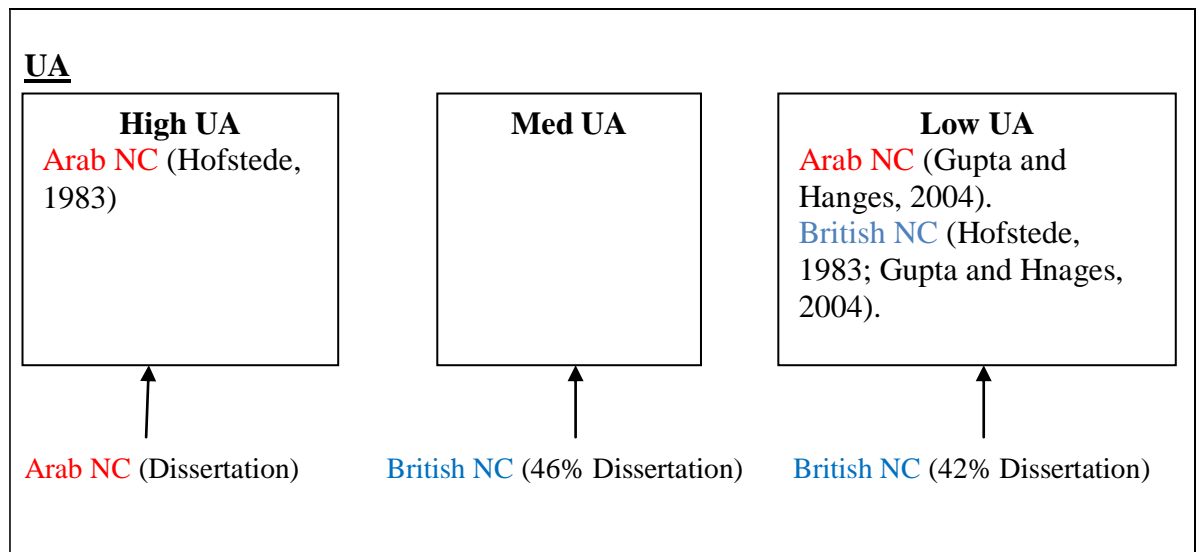 UA
High UA
Arab NC (Hofstede,
1983)
Med UA
Low UA
Arab NC (Gupta and
Hanges, 2004).
British NC (Hofstede,
1983; Gupta and Hnages,
2004).
Arab NC (Dissertation)
British NC (46% Dissertation)
British NC (42% Dissertation)